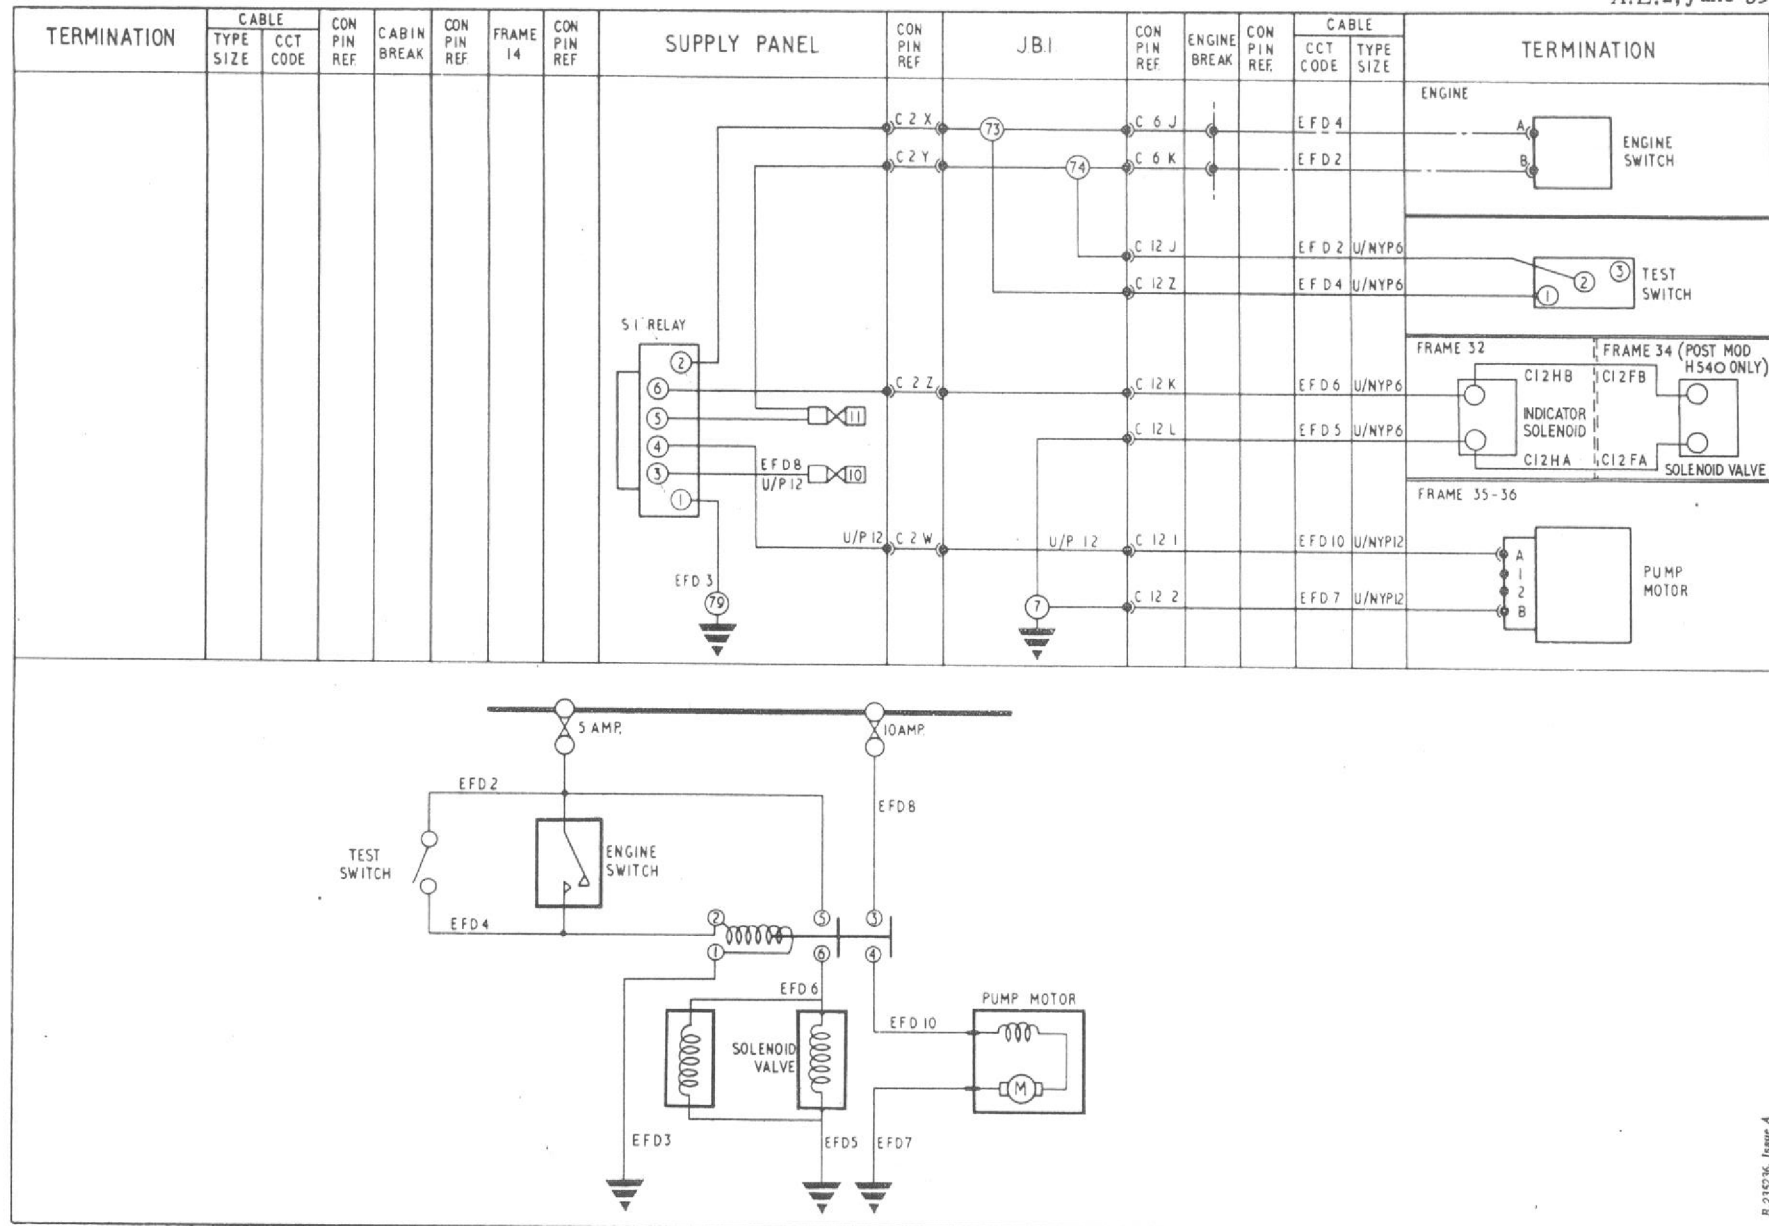 A.L.2, June 59
TERMINATION
CABLE
TYPE SIZE
CCT CODE
CON PIN REF.
CABIN BREAK
CON PIN REF
FRAME 14
CON PIN REF
SUPPLY PANEL
CON PIN REF
J.B.1.
CON PIN REF.
ENGINE BREAK
CON PIN REF.
CABLE
CCT CODE
TYPE SIZE
TERMINATION
ENGINE
C 2 X
73
C 6 J
EFD 4
A
ENGINE
SWITCH
C 2 Y
74
C 6 K
EFD 2
B
C 12 J
EFD 2
U/NYP6
3
TEST
SWITCH
2
C 12 Z
EFD 4
U/NYP6
1
S 1 RELAY
2
6
5
4
3
1
FRAME 32
FRAME 34 (POST MOD
H540 ONLY)
C 2 Z
C 12 K
EFD 6
U/NYP6
C12HB
C12FB
11
INDICATOR
SOLENOID
C 12 L
EFD 5
U/NYP6
C12HA
C12FA
SOLENOID VALVE
EFD8
U/P12
10
FRAME 35-36
U/P 12
C 2 W
U/P 12
C 12 1
EFD 10
U/NYP12
A
1
2
B
PUMP
MOTOR
EFD 3
79
7
C 12 2
EFD 7
U/NYP12
5 AMP.
10 AMP.
EFD 2
EFD8
TEST
SWITCH
ENGINE
SWITCH
EFD 4
2
5
3
1
6
4
EFD 6
PUMP MOTOR
EFD 10
SOLENOID
VALVE
M
EFD3
EFD5
EFD7
B 235236 Issue A